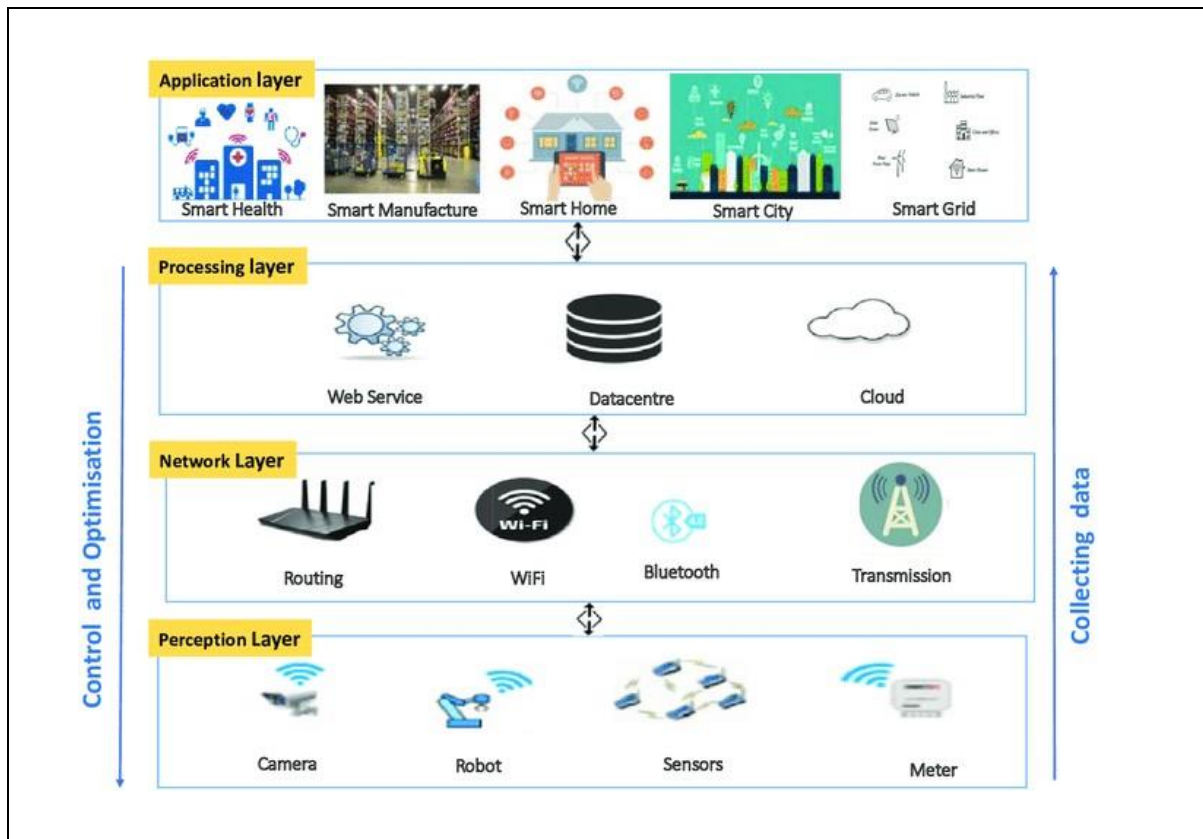 Application layer
Smart Health
Smart Manufacture
Smart Home
Smart City
Smart Grid
Processing layer
Web Service
Datacentre
Cloud
Control and Optimisation
Collecting data
Network Layer
Wi-Fi
Routing
WiFi
Bluetooth
Transmission
Perception Layer
Camera
Robot
Sensors
Meter